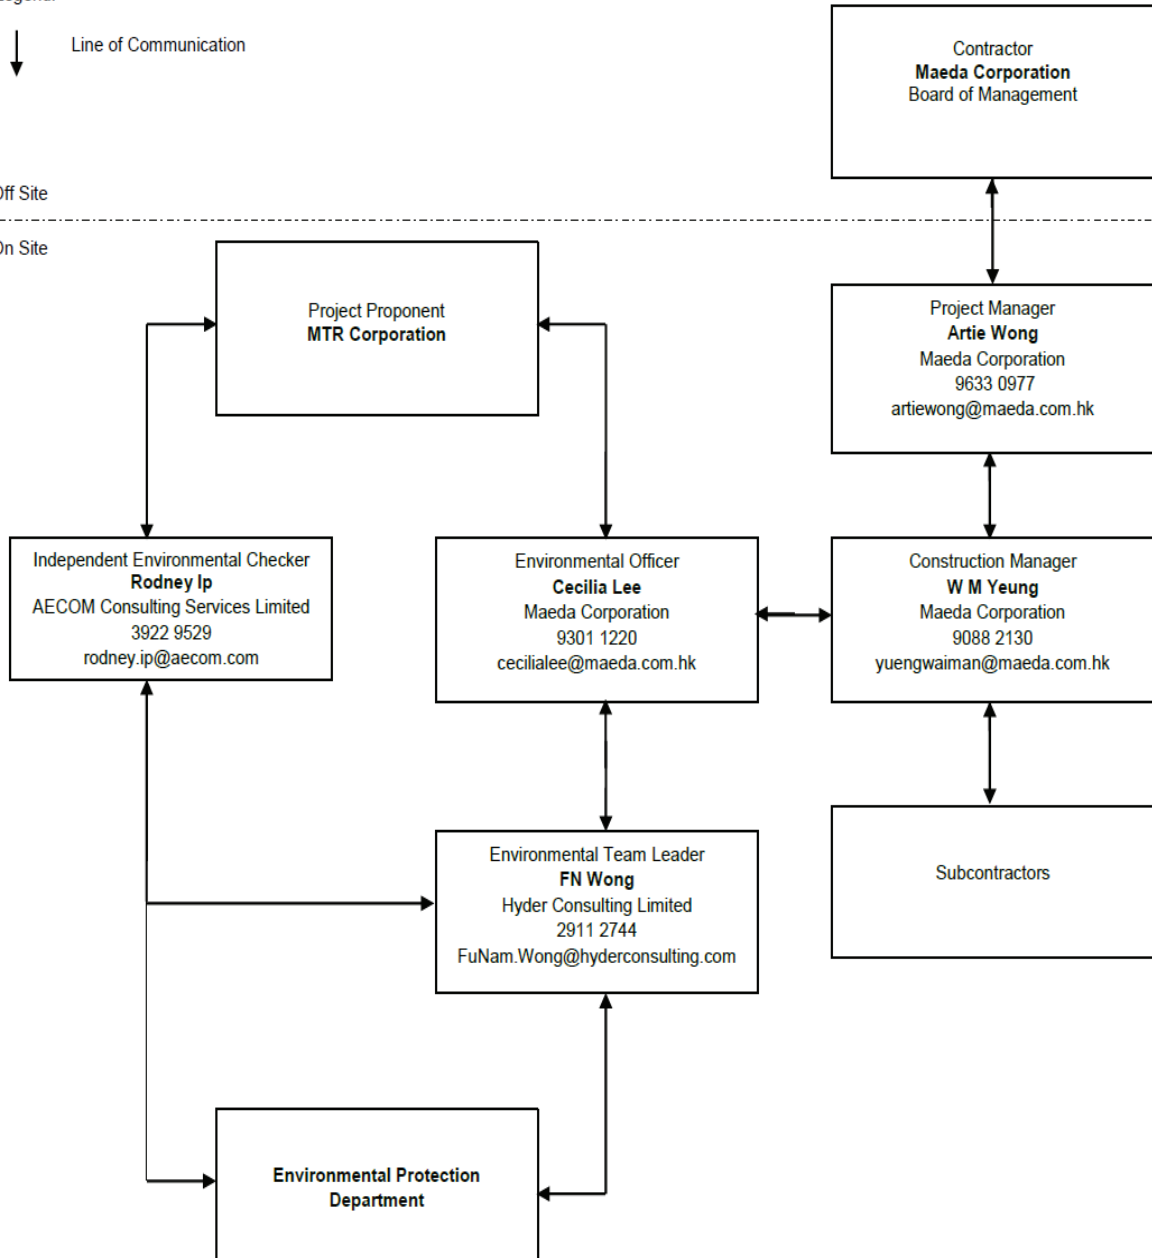 Line of Communication
Contractor
Maeda Corporation
Board of Management
Off Site
On Site
Project Proponent
MTR Corporation
Project Manager
Artie Wong
Maeda Corporation
9633 0977
artiewong@maeda.com.hk
Independent Environmental Checker
Rodney Ip
AECOM Consulting Services Limited
3922 9529
rodney.ip@aecom.com
Environmental Officer
Cecilia Lee
Maeda Corporation
9301 1220
cecilialee@maeda.com.hk
Construction Manager
W M Yeung
Maeda Corporation
9088 2130
yuengwaiman@maeda.com.hk
Environmental Team Leader
FN Wong
Hyder Consulting Limited
2911 2744
FuNam.Wong@hyderconsulting.com
Subcontractors
Environmental Protection
Department